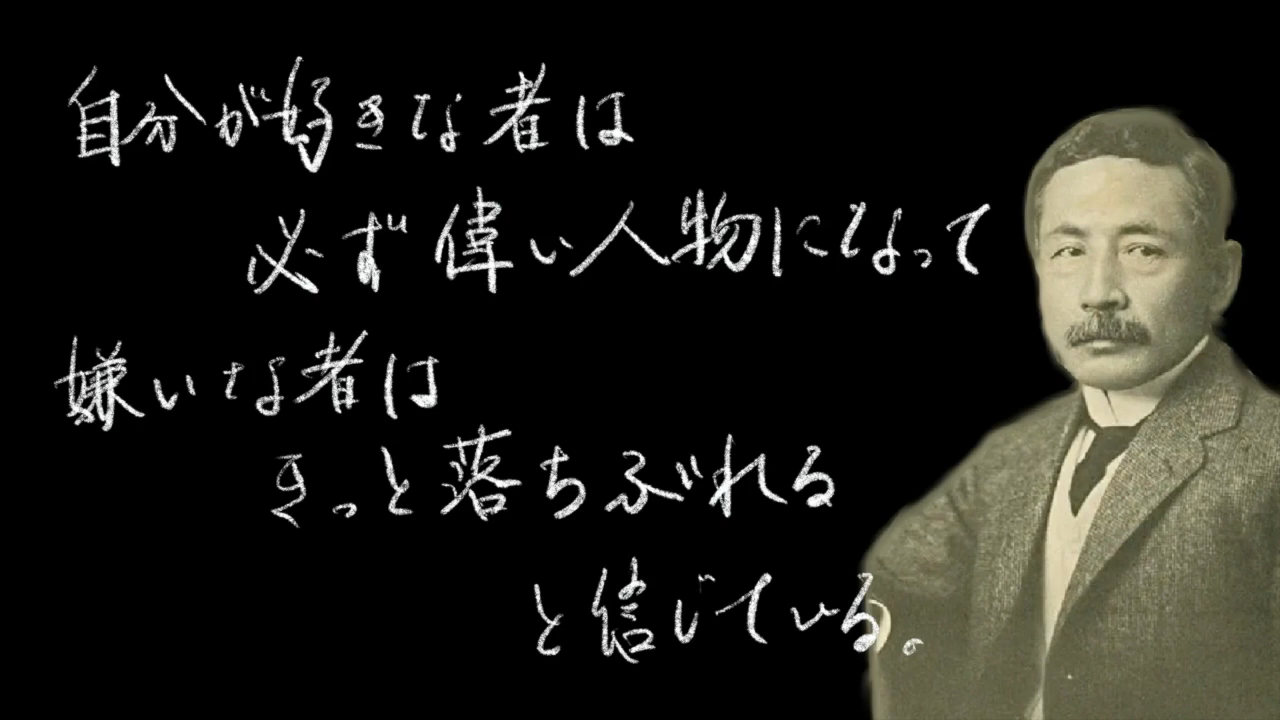 自分が好きな者は
必ず偉い人物になって
嫌いな者は
きっと落ちぶれる
と信じている。